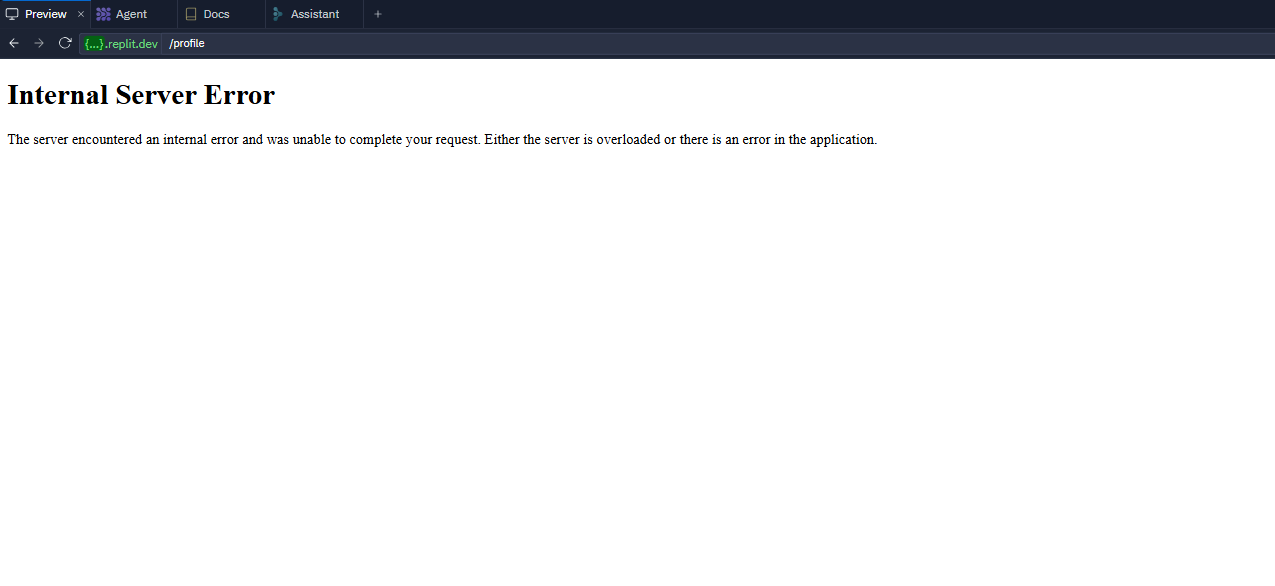 Preview × Agent Docs Assistant +
{...}.replit.dev /profile
Internal Server Error
The server encountered an internal error and was unable to complete your request. Either the server is overloaded or there is an error in the application.